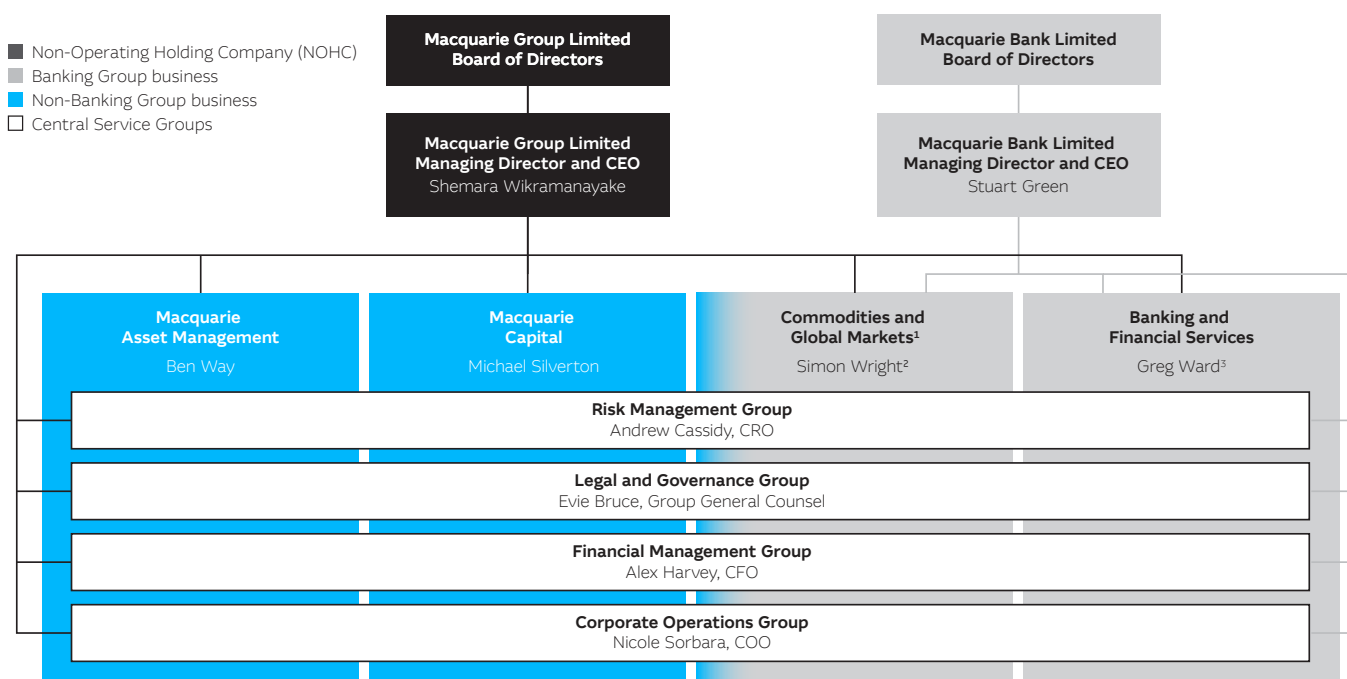 Non-Operating Holding Company (NOHC)
Banking Group business
Non-Banking Group business
Central Service Groups
Macquarie Group Limited
Board of Directors
Macquarie Bank Limited
Board of Directors
Macquarie Group Limited
Managing Director and CEO
Shemara Wikramanayake
Macquarie Bank Limited
Managing Director and CEO
Stuart Green
Macquarie
Asset Management
Ben Way
Macquarie
Capital
Michael Silverton
Commodities and
Global Markets¹
Simon Wright²
Banking and
Financial Services
Greg Ward³
Risk Management Group
Andrew Cassidy, CRO
Legal and Governance Group
Evie Bruce, Group General Counsel
Financial Management Group
Alex Harvey, CFO
Corporate Operations Group
Nicole Sorbara, COO